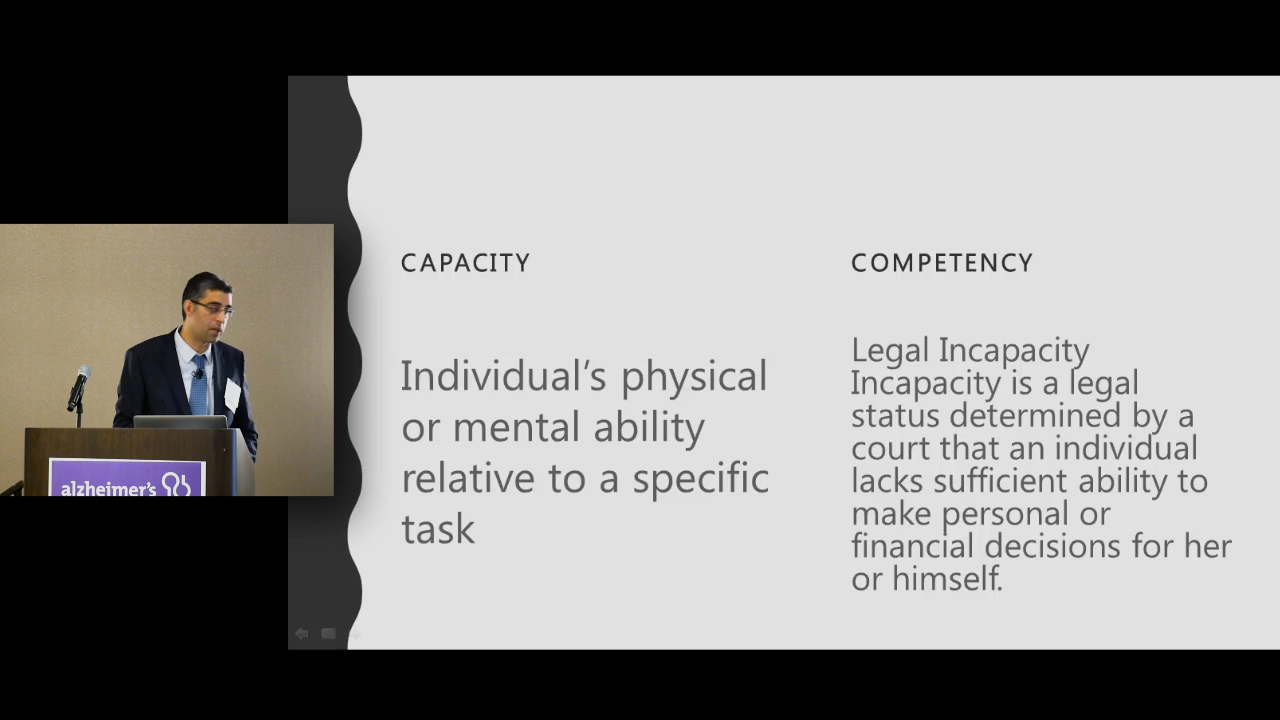 CAPACITY
Individual's physical
or mental ability
relative to a specific
task
COMPETENCY
Legal Incapacity
Incapacity is a legal
status determined by a
court that an individual
lacks sufficient ability to
make personal or
financial decisions for her
or himself.
alzheimer's